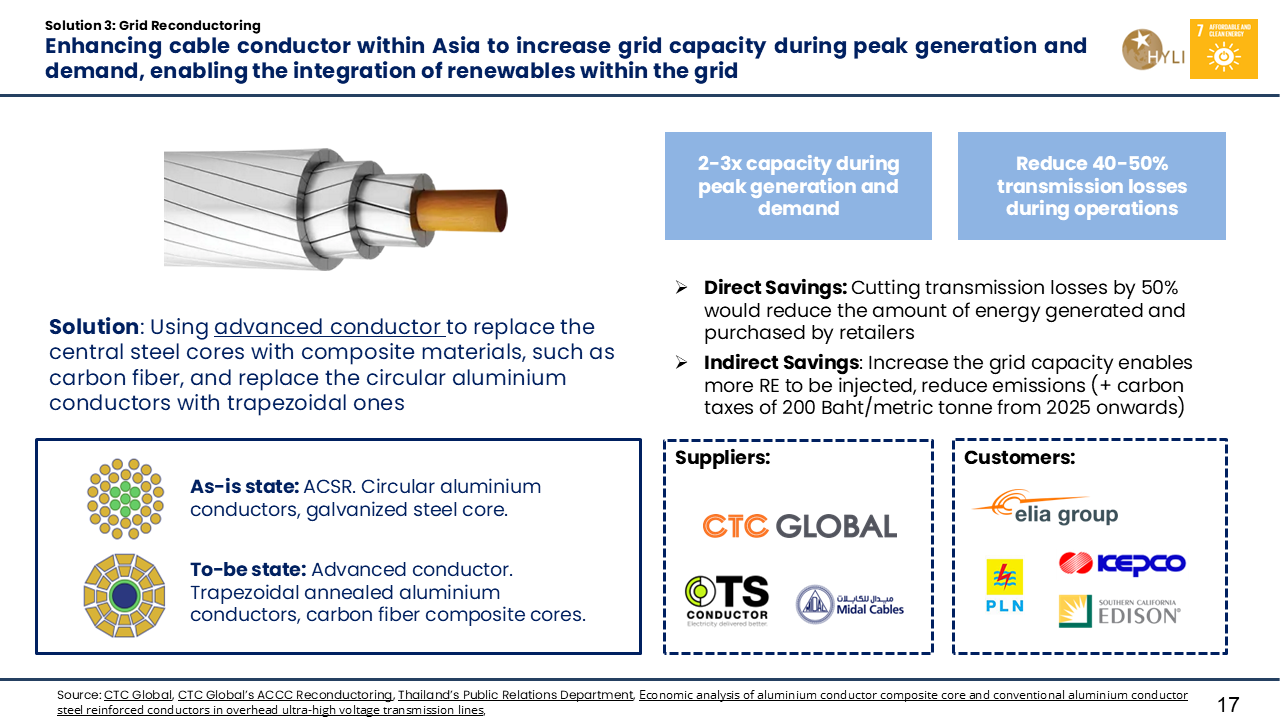 Solution 3: Grid Reconductoring
Enhancing cable conductor within Asia to increase grid capacity during peak generation and
demand, enabling the integration of renewables within the grid
HYLI
7 AFFORDABLE AND
CLEAN ENERGY
2-3x capacity during
peak generation and
demand
Reduce 40-50%
transmission losses
during operations
Solution: Using advanced conductor to replace the
central steel cores with composite materials, such as
carbon fiber, and replace the circular aluminium
conductors with trapezoidal ones
➢ Direct Savings: Cutting transmission losses by 50%
would reduce the amount of energy generated and
purchased by retailers
➢ Indirect Savings: Increase the grid capacity enables
more RE to be injected, reduce emissions (+ carbon
taxes of 200 Baht/metric tonne from 2025 onwards)
As-is state: ACSR. Circular aluminium
conductors, galvanized steel core.
To-be state: Advanced conductor.
Trapezoidal annealed aluminium
conductors, carbon fiber composite cores.
Suppliers:
CTC GLOBAL
TS
CONDUCTOR
Electricity delivered better.
ميدال للكابلات
Midal Cables
Customers:
elia group
PLN
KEPCO
SOUTHERN CALIFORNIA
EDISON®
Source: CTC Global, CTC Global's ACCC Reconductoring, Thailand's Public Relations Department, Economic analysis of aluminium conductor composite core and conventional aluminium conductor
steel reinforced conductors in overhead ultra-high voltage transmission lines,
17